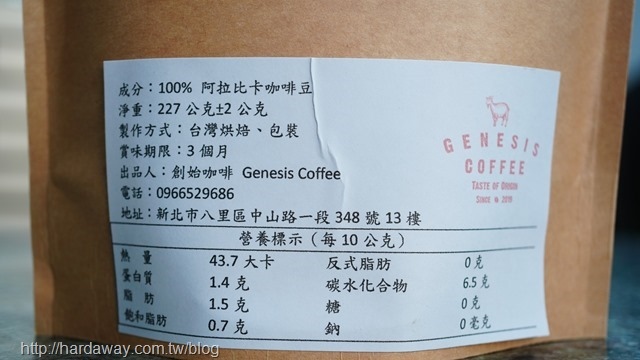 成分：100% 阿拉比卡咖啡豆
淨重：227 公克±2 公克
製作方式：台灣烘焙、包裝
賞味期限：3 個月
出品人：創始咖啡 Genesis Coffee
電話：0966529686
地址：新北市八里區中山路一段 348 號 13 樓
GENESIS
COFFEE
TASTE OF ORIGIN
SINCE 2018
營養標示（每 10 公克）
熱 量 43.7 大卡 反式脂肪 0 克
蛋白質 1.4 克 碳水化合物 6.5 克
脂 肪 1.5 克 糖 0 克
飽和脂肪 0.7 克 鈉 0 毫克
http://hardaway.com.tw/blog